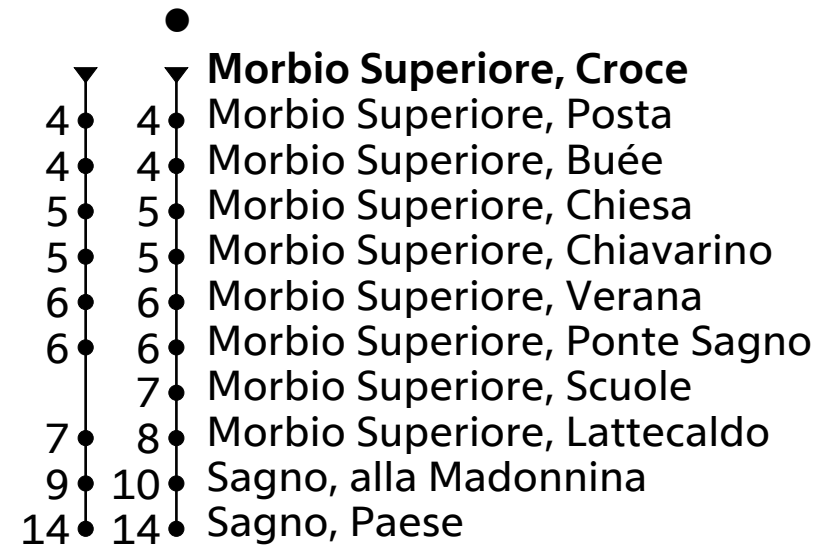 Morbio Superiore, Croce
4 4 Morbio Superiore, Posta
4 4 Morbio Superiore, Buée
5 5 Morbio Superiore, Chiesa
5 5 Morbio Superiore, Chiavarino
6 6 Morbio Superiore, Verana
6 6 Morbio Superiore, Ponte Sagno
7 Morbio Superiore, Scuole
7 8 Morbio Superiore, Lattecaldo
9 10 Sagno, alla Madonnina
14 14 Sagno, Paese